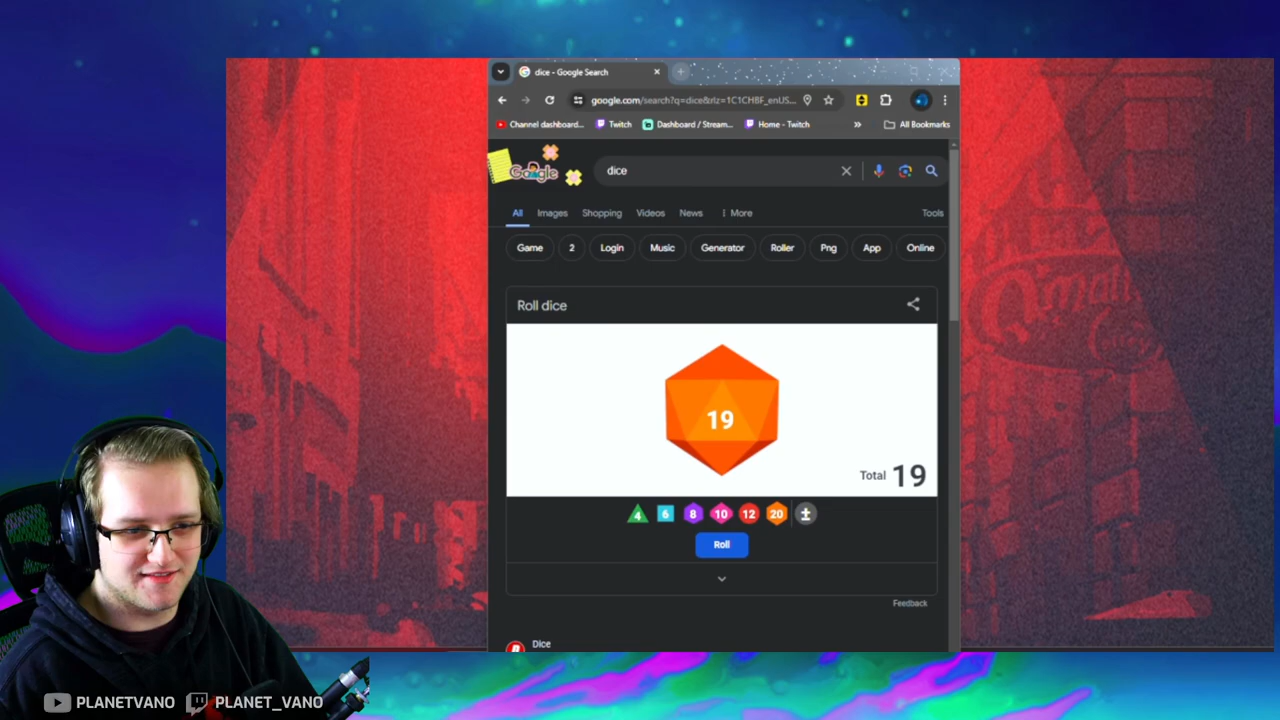 dice - Google Search
google.com/search?q=dice&rlz=1C1CHBF_enUS...
Channel dashboard...
Twitch
Dashboard / Stream...
Home - Twitch
»
All Bookmarks
Google
dice
All
Images
Shopping
Videos
News
More
Tools
Game
2
Login
Music
Generator
Roller
Png
App
Online
Roll dice
19
Total 19
4
6
8
10
12
20
±
Roll
Feedback
Dice
PLANETVANO
PLANET_VANO